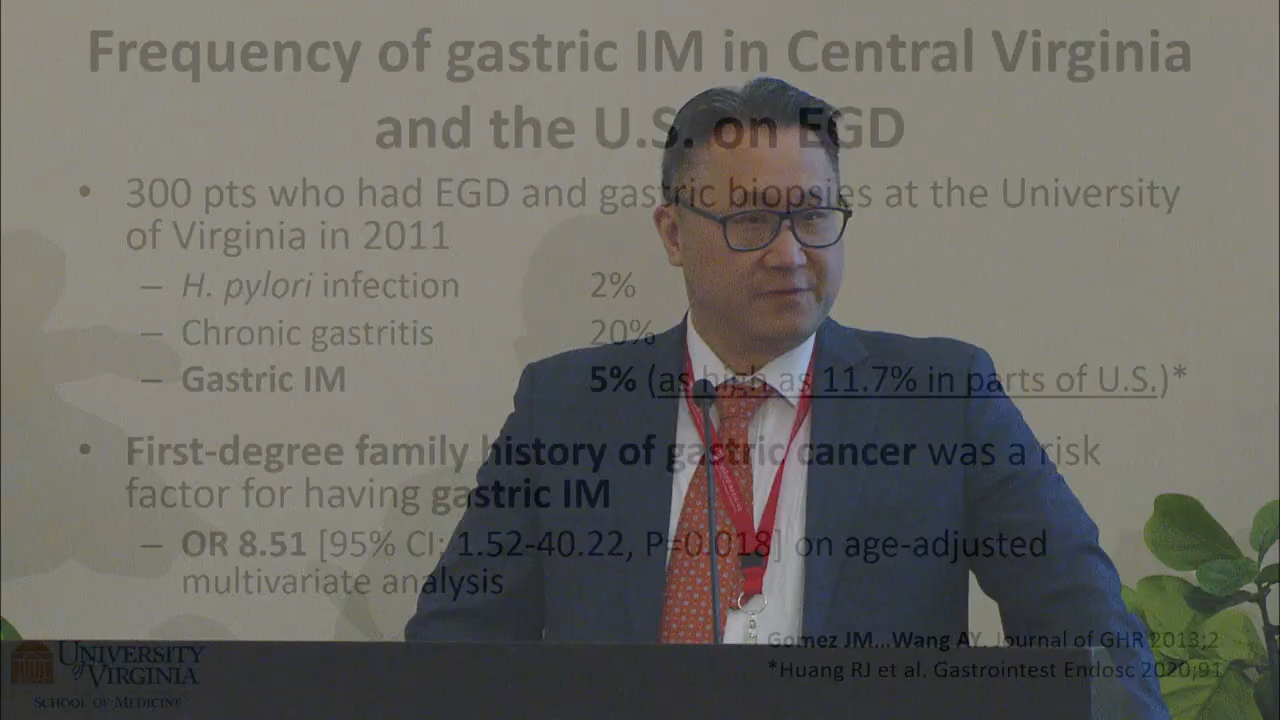 Frequency of gastric IM in Central Virginia
and the U.S. on EGD
• 300 pts who had EGD and gastric biopsies at the University
of Virginia in 2011
– H. pylori infection 2%
– Chronic gastritis 20%
– Gastric IM 5% (as high as 11.7% in parts of U.S.)*
• First-degree family history of gastric cancer was a risk
factor for having gastric IM
– OR 8.51 [95% CI: 1.52-40.22, P=0.018] on age-adjusted
multivariate analysis
Gomez JM...Wang AY. Journal of GHR 2013;2
*Huang RJ et al. Gastrointest Endosc 2020;91
UNIVERSITY
of VIRGINIA
SCHOOL OF MEDICINE